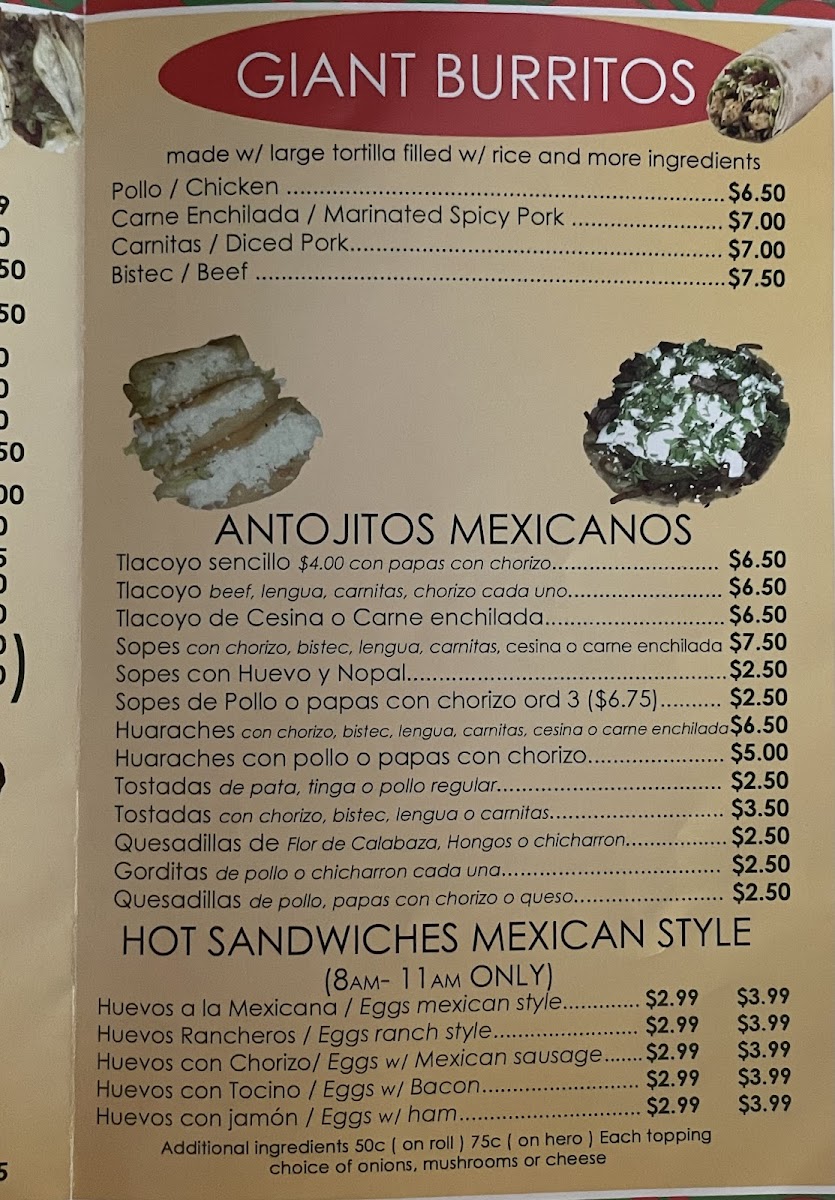 GIANT BURRITOS
made w/ large tortilla filled w/ rice and more ingredients
Pollo / Chicken ........ $6.50
Carne Enchilada / Marinated Spicy Pork ........ $7.00
Carnitas / Diced Pork........ $7.00
Bistec / Beef ........ $7.50
ANTOJITOS MEXICANOS
Tlacoyo sencillo $4.00 con papas con chorizo........ $6.50
Tlacoyo beef, lengua, carnitas, chorizo cada uno........ $6.50
Tlacoyo de Cesina o Carne enchilada........ $6.50
Sopes con chorizo, bistec, lengua, carnitas, cesina o carne enchilada $7.50
Sopes con Huevo y Nopal........ $2.50
Sopes de Pollo o papas con chorizo ord 3 ($6.75)........ $2.50
Huaraches con chorizo, bistec, lengua, carnitas, cesina o carne enchilada $6.50
Huaraches con pollo o papas con chorizo........ $5.00
Tostadas de pata, tinga o pollo regular........ $2.50
Tostadas con chorizo, bistec, lengua o carnitas........ $3.50
Quesadillas de Flor de Calabaza, Hongos o chicharron........ $2.50
Gorditas de pollo o chicharron cada una........ $2.50
Quesadillas de pollo, papas con chorizo o queso........ $2.50
HOT SANDWICHES MEXICAN STYLE
(8AM- 11AM ONLY)
Huevos a la Mexicana / Eggs mexican style........ $2.99 $3.99
Huevos Rancheros / Eggs ranch style........ $2.99 $3.99
Huevos con Chorizo/ Eggs w/ Mexican sausage....... $2.99 $3.99
Huevos con Tocino / Eggs w/ Bacon........ $2.99 $3.99
Huevos con jamón / Eggs w/ ham........ $2.99 $3.99
Additional ingredients 50c ( on roll ) 75c ( on hero ) Each topping
choice of onions, mushrooms or cheese